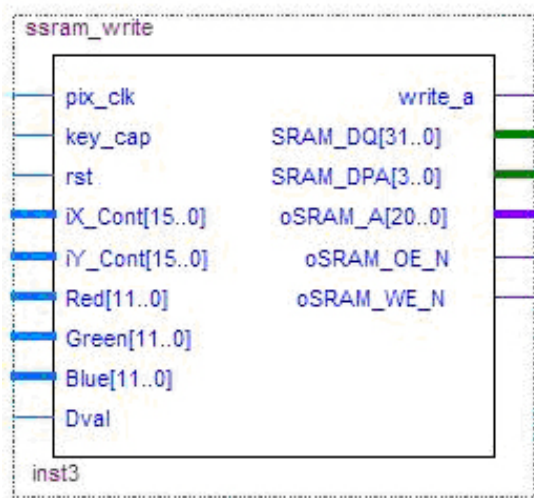 ssram_write
pix_clk
write_a
key_cap
SRAM_DQ[31..0]
rst
SRAM_DPA[3..0]
iX_Cont[15..0]
oSRAM_A[20..0]
iY_Cont[15..0]
oSRAM_OE_N
Red[11..0]
oSRAM_WE_N
Green[11..0]
Blue[11..0]
Dval
inst3